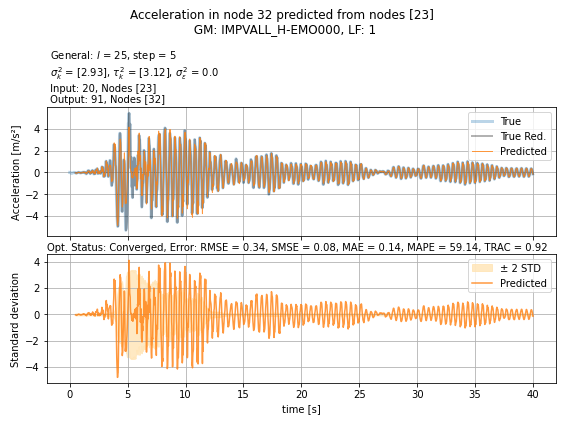 Acceleration in node 32 predicted from nodes [23]
GM: IMPVALL_H-EMO000, LF: 1
General: l = 25, step = 5
σ²ₖ = [2.93], τ²ₖ = [3.12], σ²ε = 0.0
Input: 20, Nodes [23]
Output: 91, Nodes [32]
Acceleration [m/s²]
4
2
0
−2
−4
True
True Red.
Predicted
Opt. Status: Converged, Error: RMSE = 0.34, SMSE = 0.08, MAE = 0.14, MAPE = 59.14, TRAC = 0.92
Standard deviation
4
2
0
−2
−4
± 2 STD
Predicted
0 5 10 15 20 25 30 35 40
time [s]